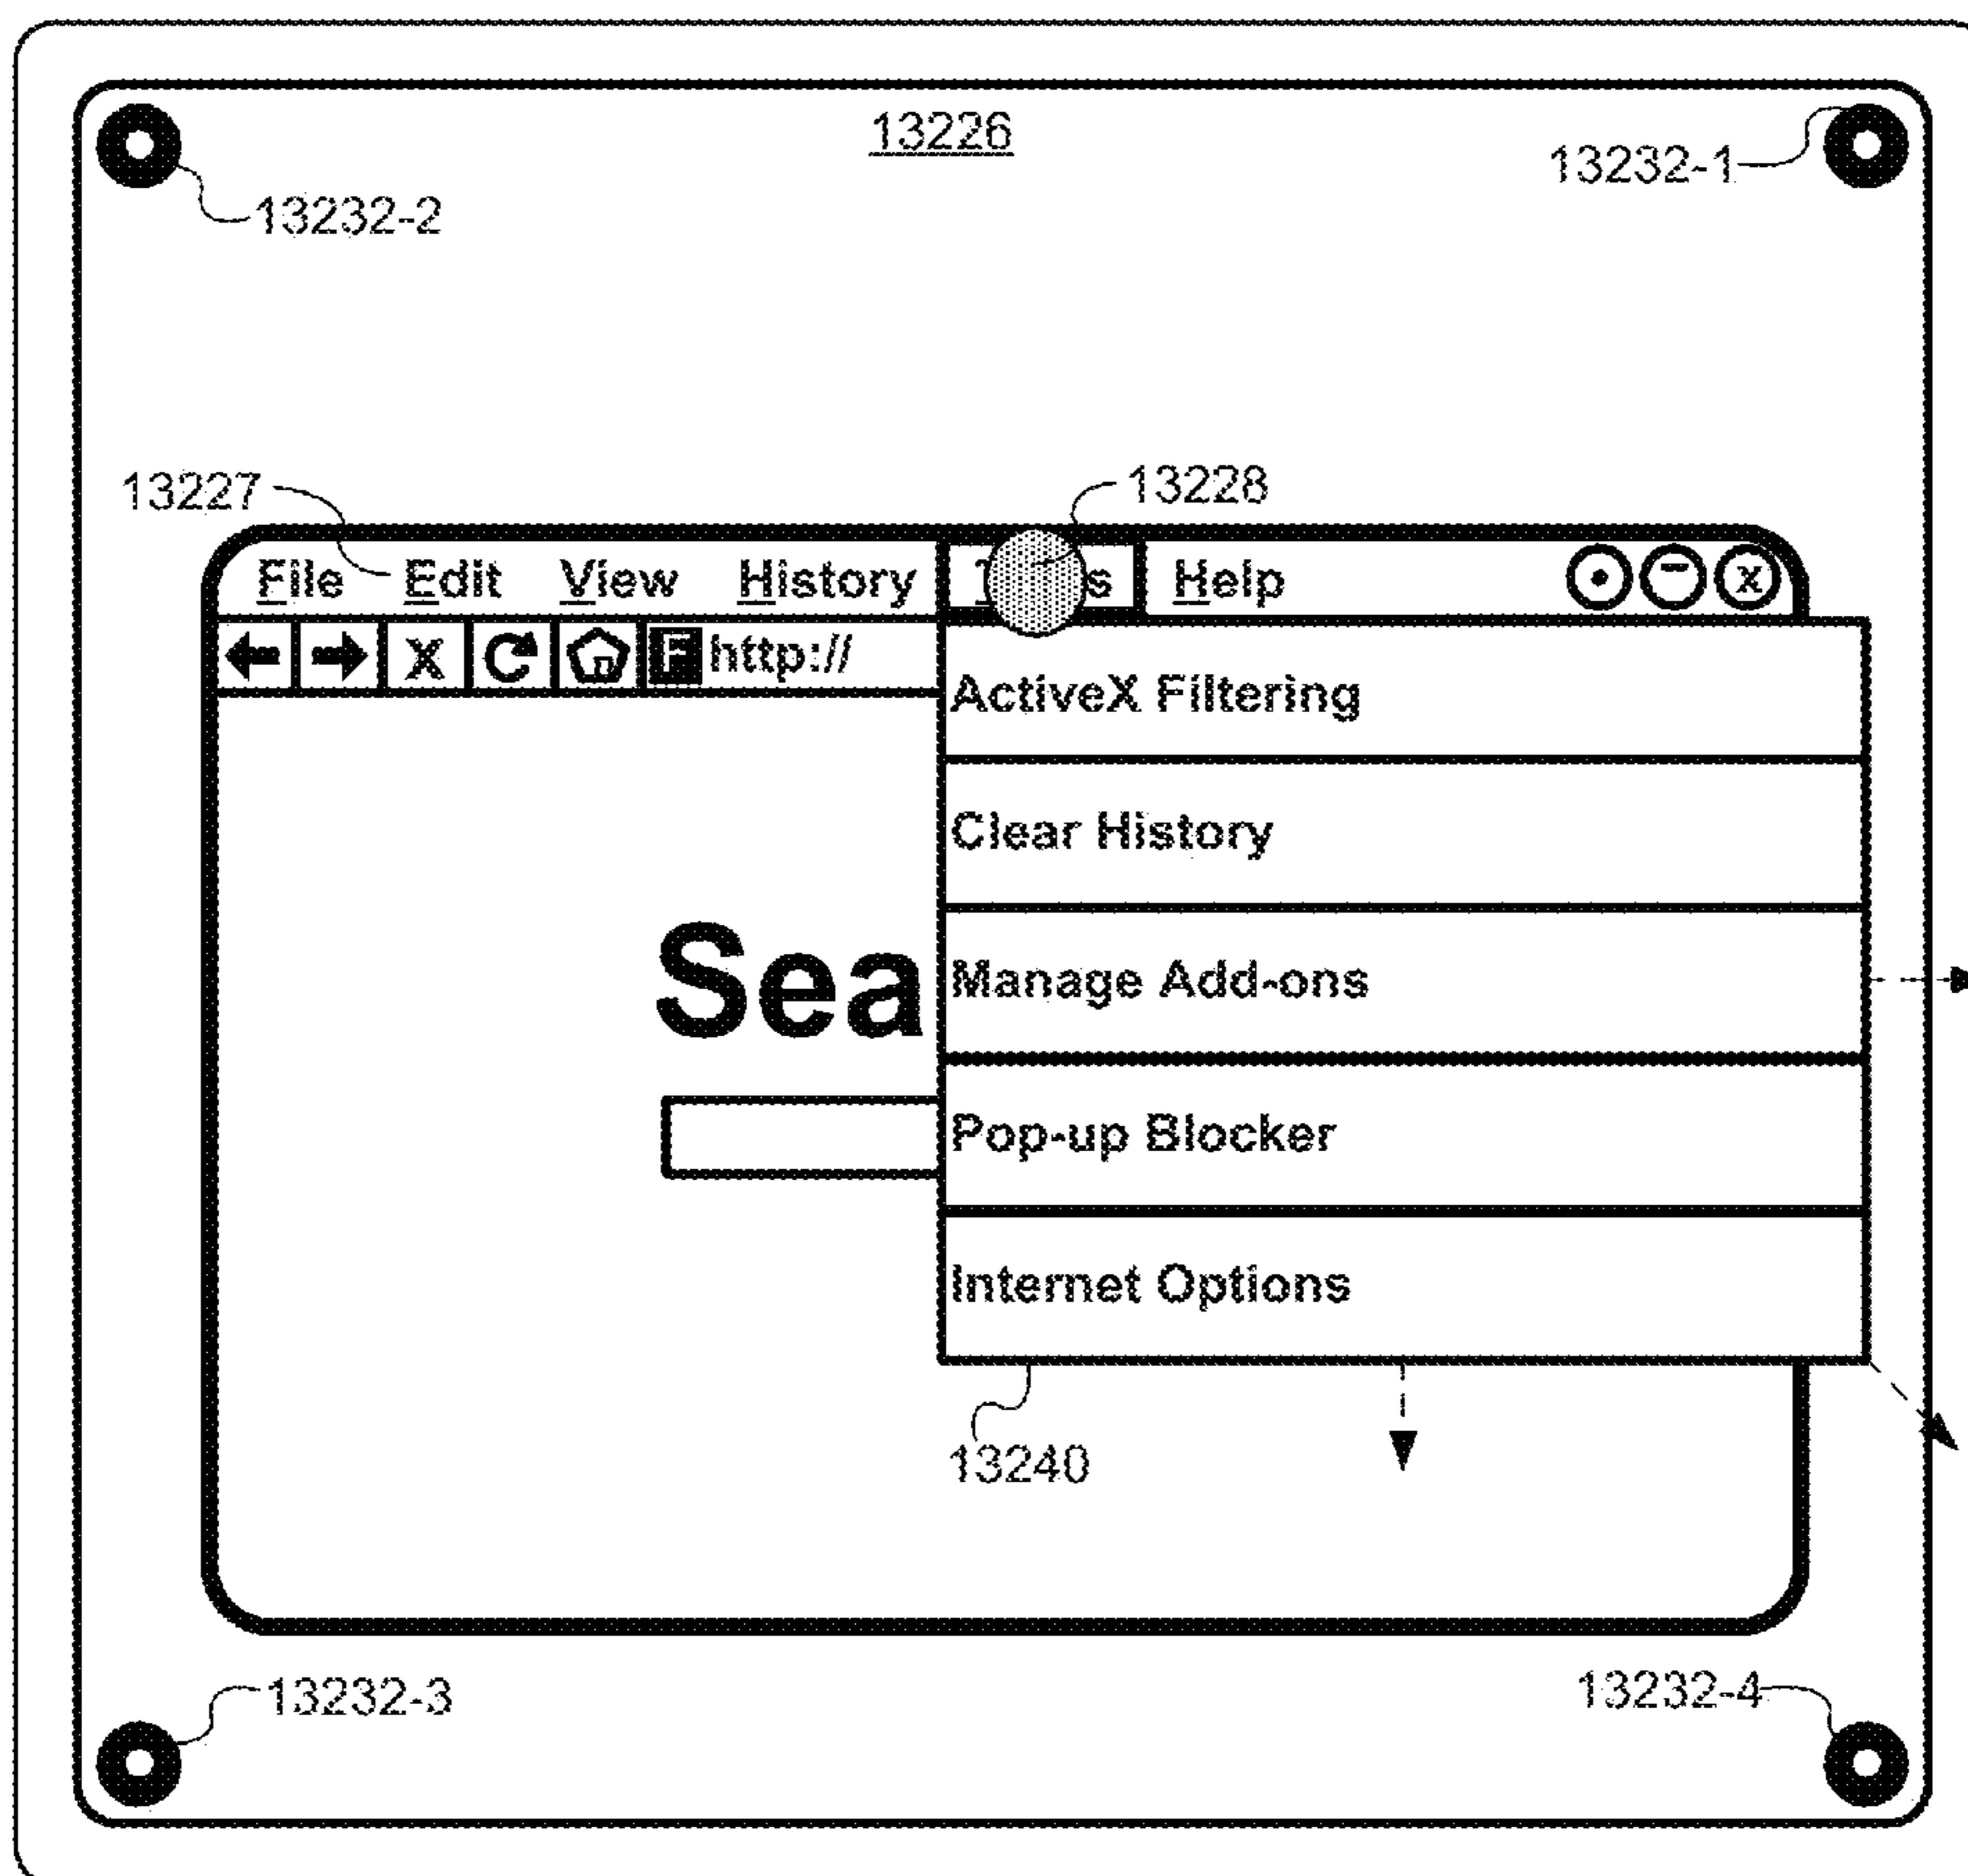 13226
13232-1
13232-2
13227
13228
File Edit View History s Help x
X F http://
ActiveX Filtering
Clear History
Sea
Manage Add-ons
Pop-up Blocker
Internet Options
13240
13232-3
13232-4